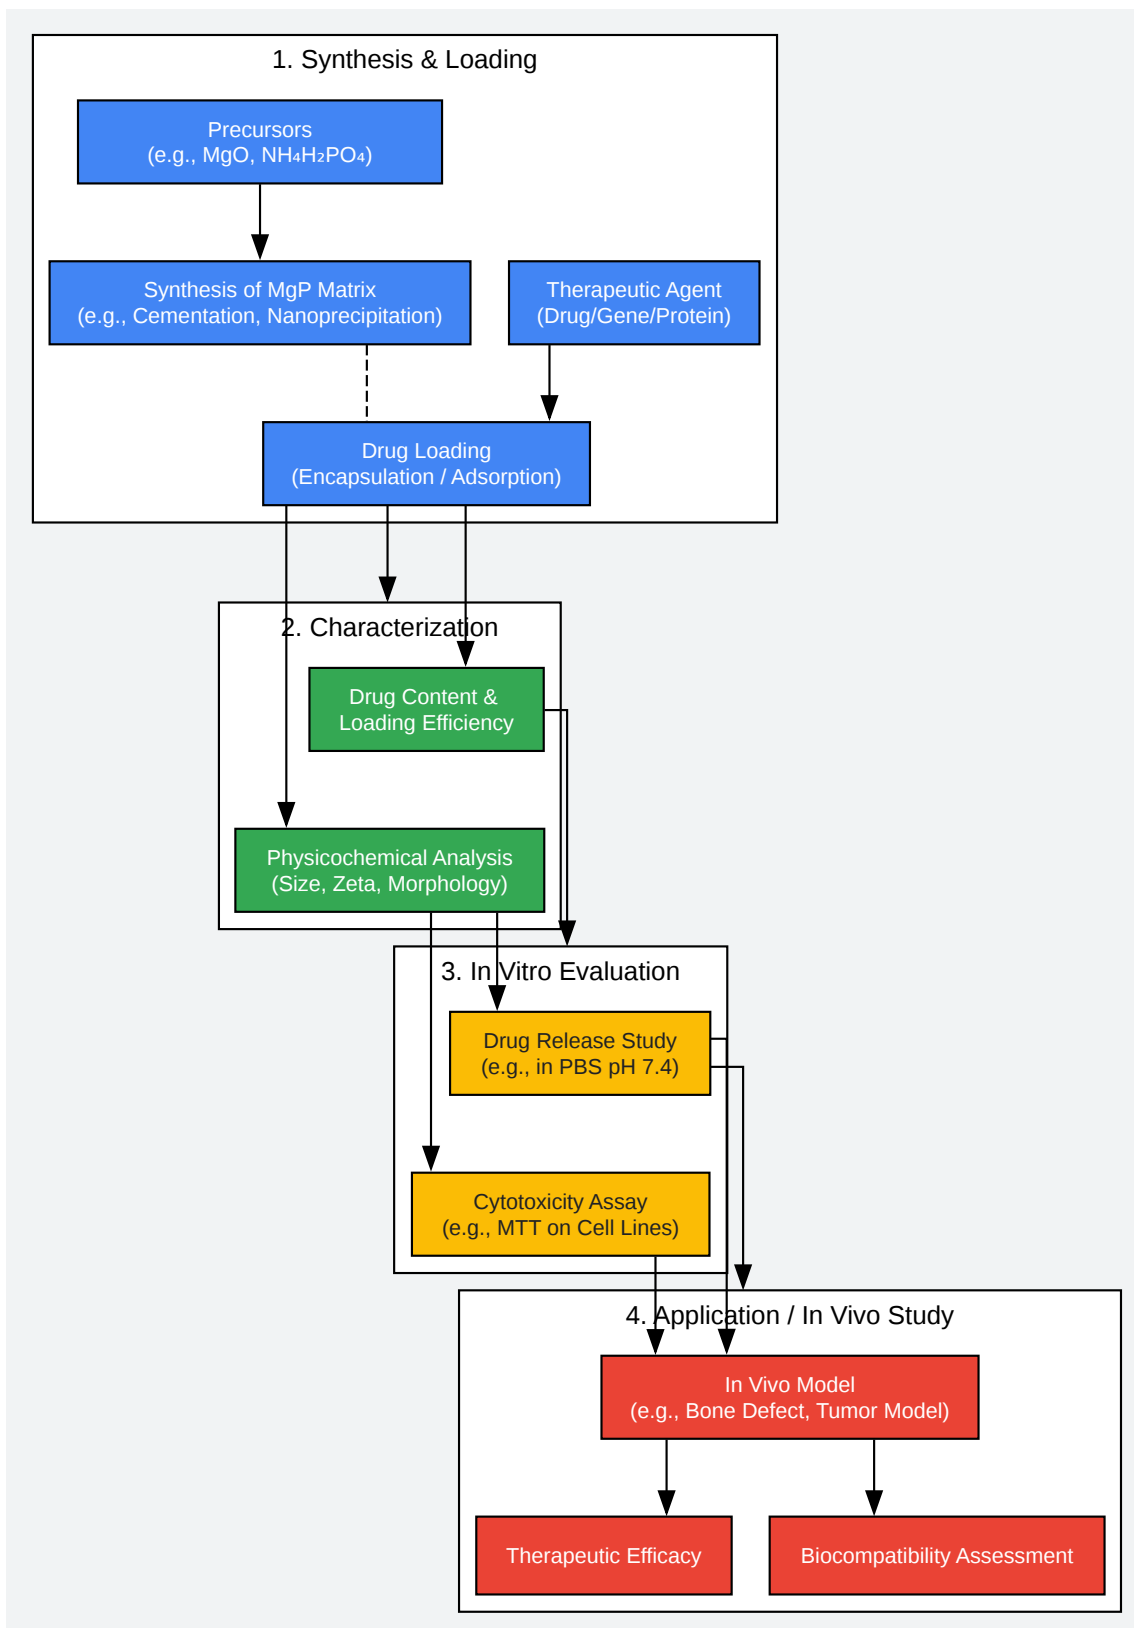 1. Synthesis & Loading
Precursors
(e.g., MgO, NH₄H₂PO₄)
Synthesis of MgP Matrix
(e.g., Cementation, Nanoprecipitation)
Therapeutic Agent
(Drug/Gene/Protein)
Drug Loading
(Encapsulation / Adsorption)
2. Characterization
Drug Content &
Loading Efficiency
Physicochemical Analysis
(Size, Zeta, Morphology)
3. In Vitro Evaluation
Drug Release Study
(e.g., in PBS pH 7.4)
Cytotoxicity Assay
(e.g., MTT on Cell Lines)
4. Application / In Vivo Study
In Vivo Model
(e.g., Bone Defect, Tumor Model)
Therapeutic Efficacy
Biocompatibility Assessment